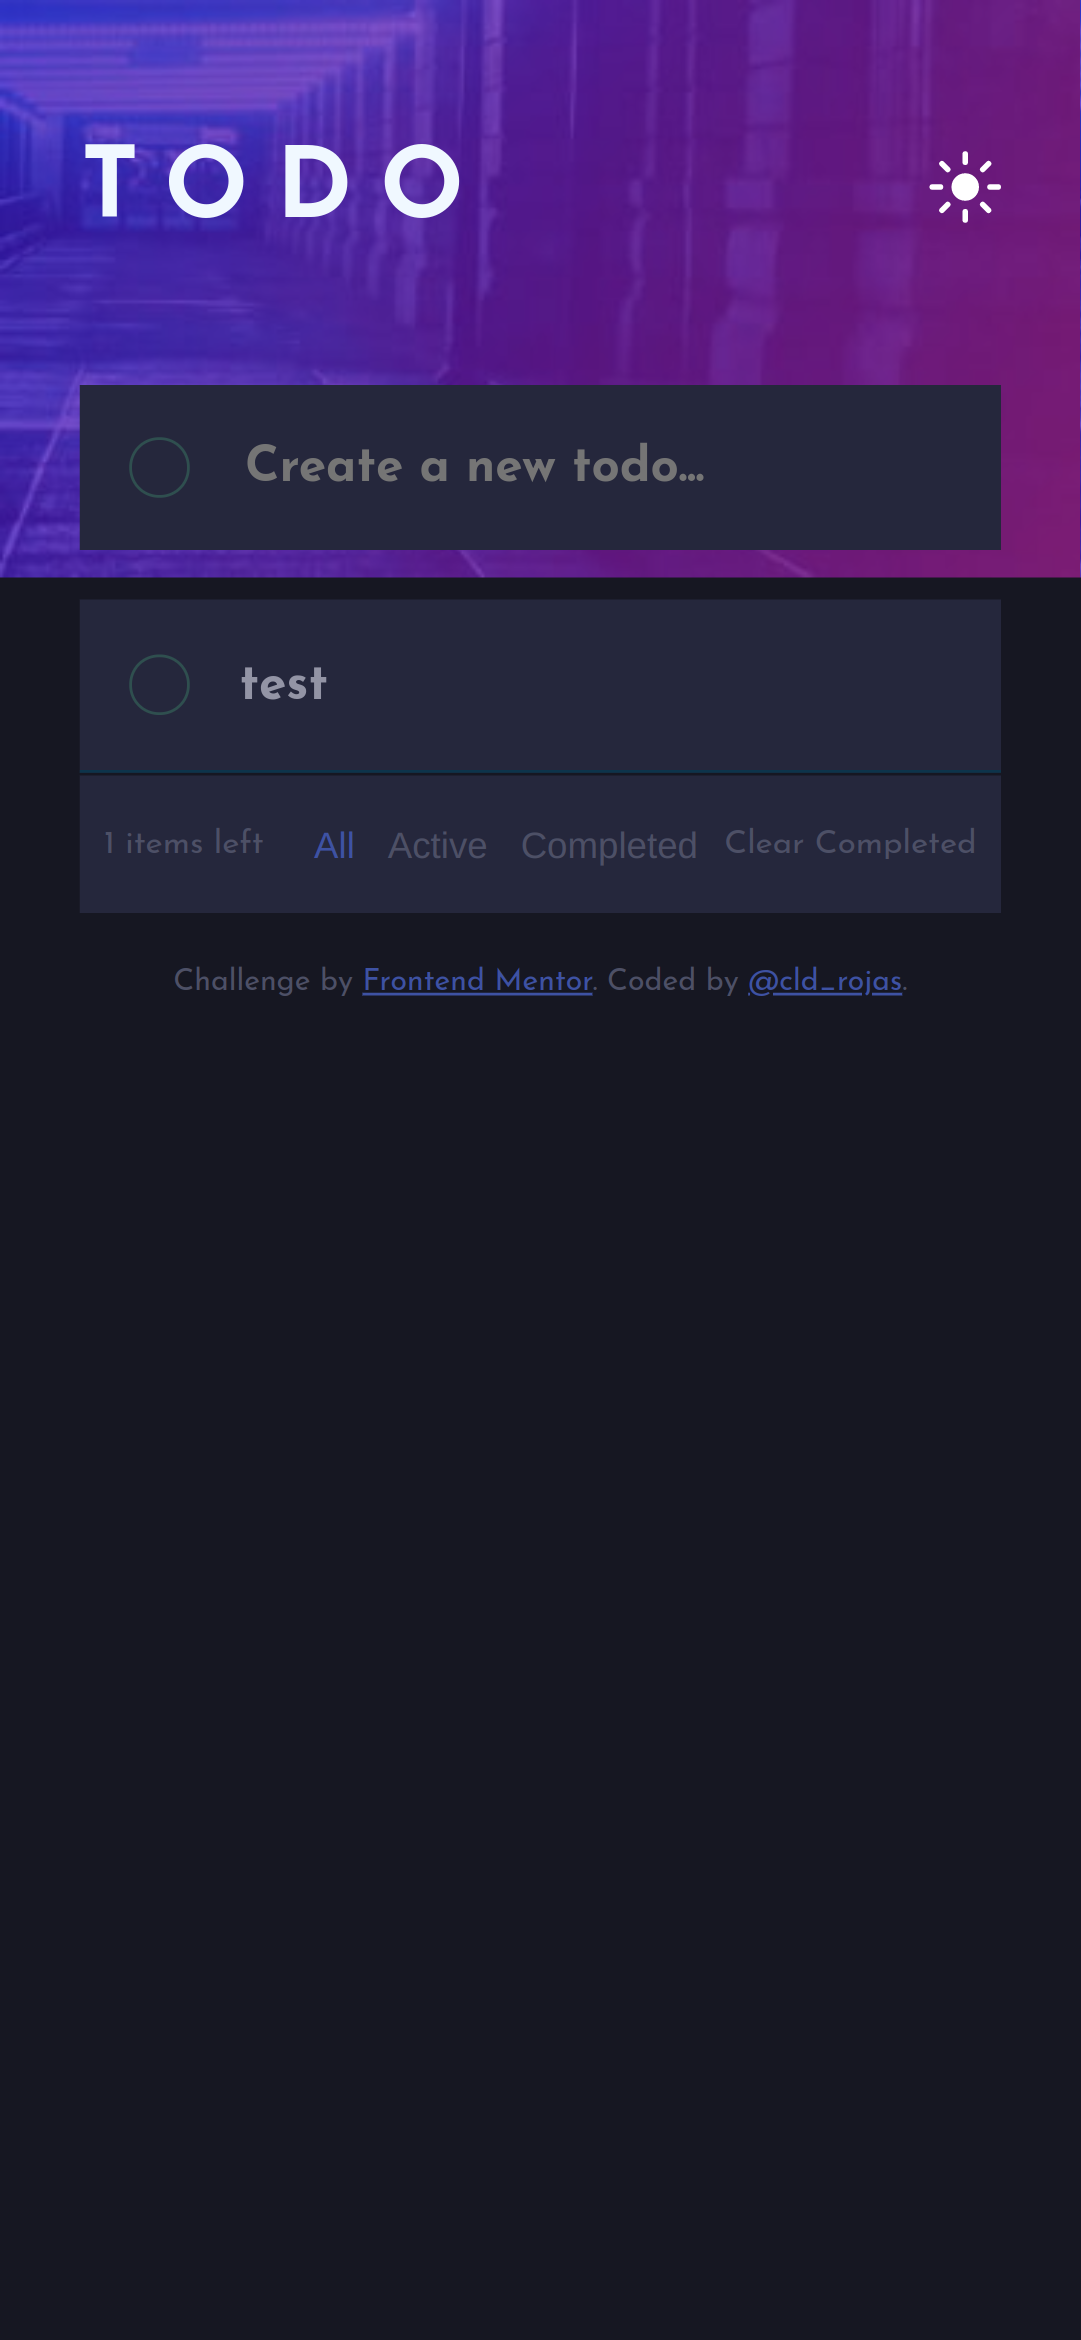 TODO
Create a new todo...
test
1 items left All Active Completed Clear Completed
Challenge by Frontend Mentor. Coded by @cld_rojas.